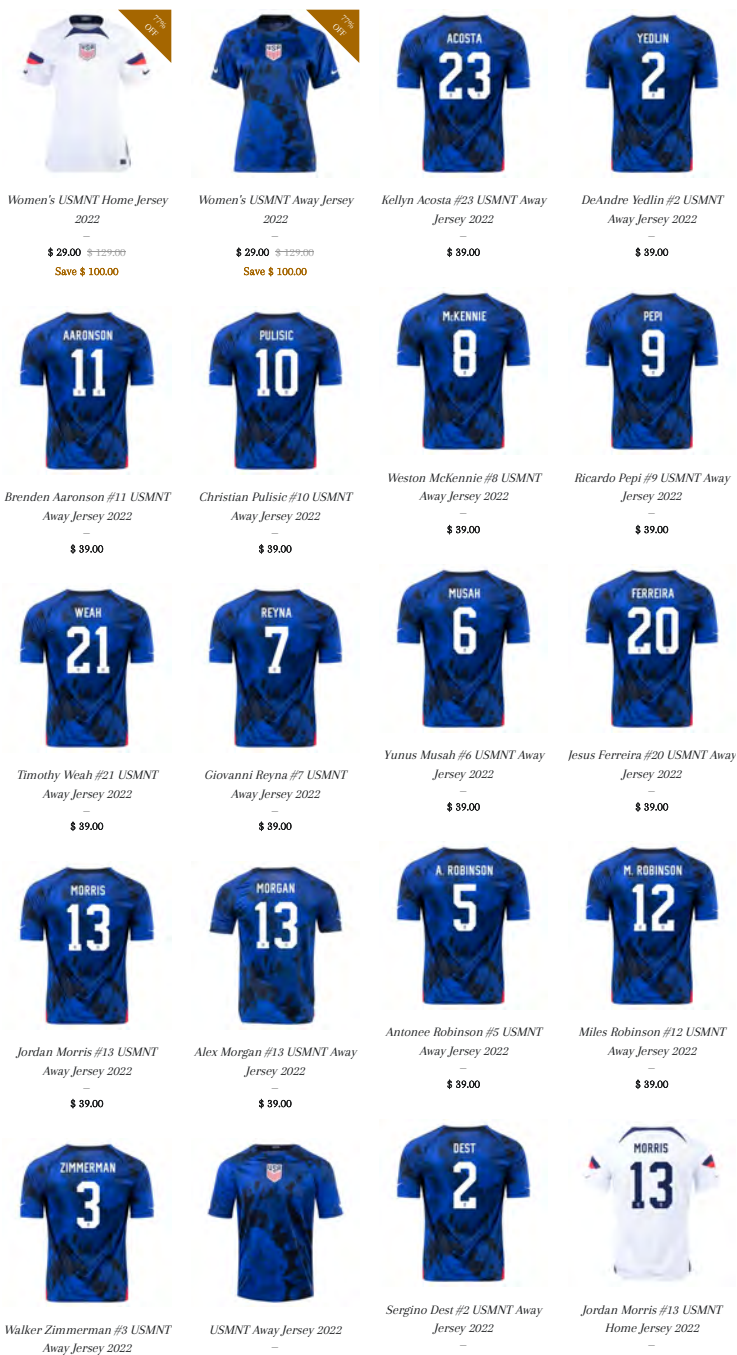 77%
OFF
77%
OFF
ACOSTA
23
YEDLIN
2
Women's USMNT Home Jersey
2022
–
$ 29.00 $ 129.00
Save $ 100.00
Women's USMNT Away Jersey
2022
–
$ 29.00 $ 129.00
Save $ 100.00
Kellyn Acosta #23 USMNT Away
Jersey 2022
–
$ 39.00
DeAndre Yedlin #2 USMNT
Away Jersey 2022
–
$ 39.00
AARONSON
11
PULISIC
10
McKENNIE
8
PEPI
9
Brenden Aaronson #11 USMNT
Away Jersey 2022
–
$ 39.00
Christian Pulisic #10 USMNT
Away Jersey 2022
–
$ 39.00
Weston McKennie #8 USMNT
Away Jersey 2022
–
$ 39.00
Ricardo Pepi #9 USMNT Away
Jersey 2022
–
$ 39.00
WEAH
21
REYNA
7
MUSAH
6
FERREIRA
20
Timothy Weah #21 USMNT
Away Jersey 2022
–
$ 39.00
Giovanni Reyna #7 USMNT
Away Jersey 2022
–
$ 39.00
Yunus Musah #6 USMNT Away
Jersey 2022
–
$ 39.00
Jesus Ferreira #20 USMNT Away
Jersey 2022
–
$ 39.00
MORRIS
13
MORGAN
13
A. ROBINSON
5
M. ROBINSON
12
Jordan Morris #13 USMNT
Away Jersey 2022
–
$ 39.00
Alex Morgan #13 USMNT Away
Jersey 2022
–
$ 39.00
Antonee Robinson #5 USMNT
Away Jersey 2022
–
$ 39.00
Miles Robinson #12 USMNT
Away Jersey 2022
–
$ 39.00
ZIMMERMAN
3
DEST
2
MORRIS
13
Walker Zimmerman #3 USMNT
Away Jersey 2022
USMNT Away Jersey 2022
–
Sergino Dest #2 USMNT Away
Jersey 2022
–
Jordan Morris #13 USMNT
Home Jersey 2022
–